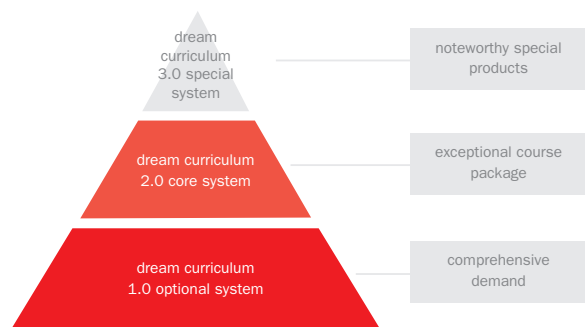 dream
curriculum
3.0 special
system
noteworthy special
products
dream curriculum
2.0 core system
exceptional course
package
dream curriculum
1.0 optional system
comprehensive
demand